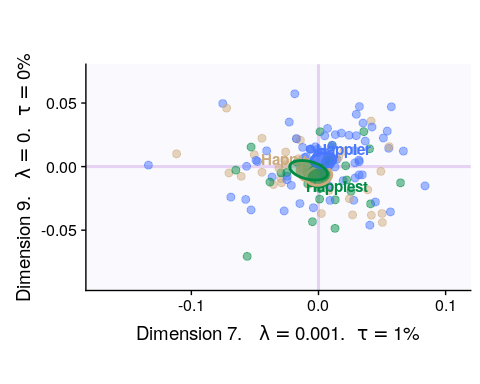 0.05
0.00
-0.05
-0.1
0.0
0.1
Happier
Happiest
Dimension 7. λ = 0.001. τ = 1%
Dimension 9. λ = 0. τ = 0%